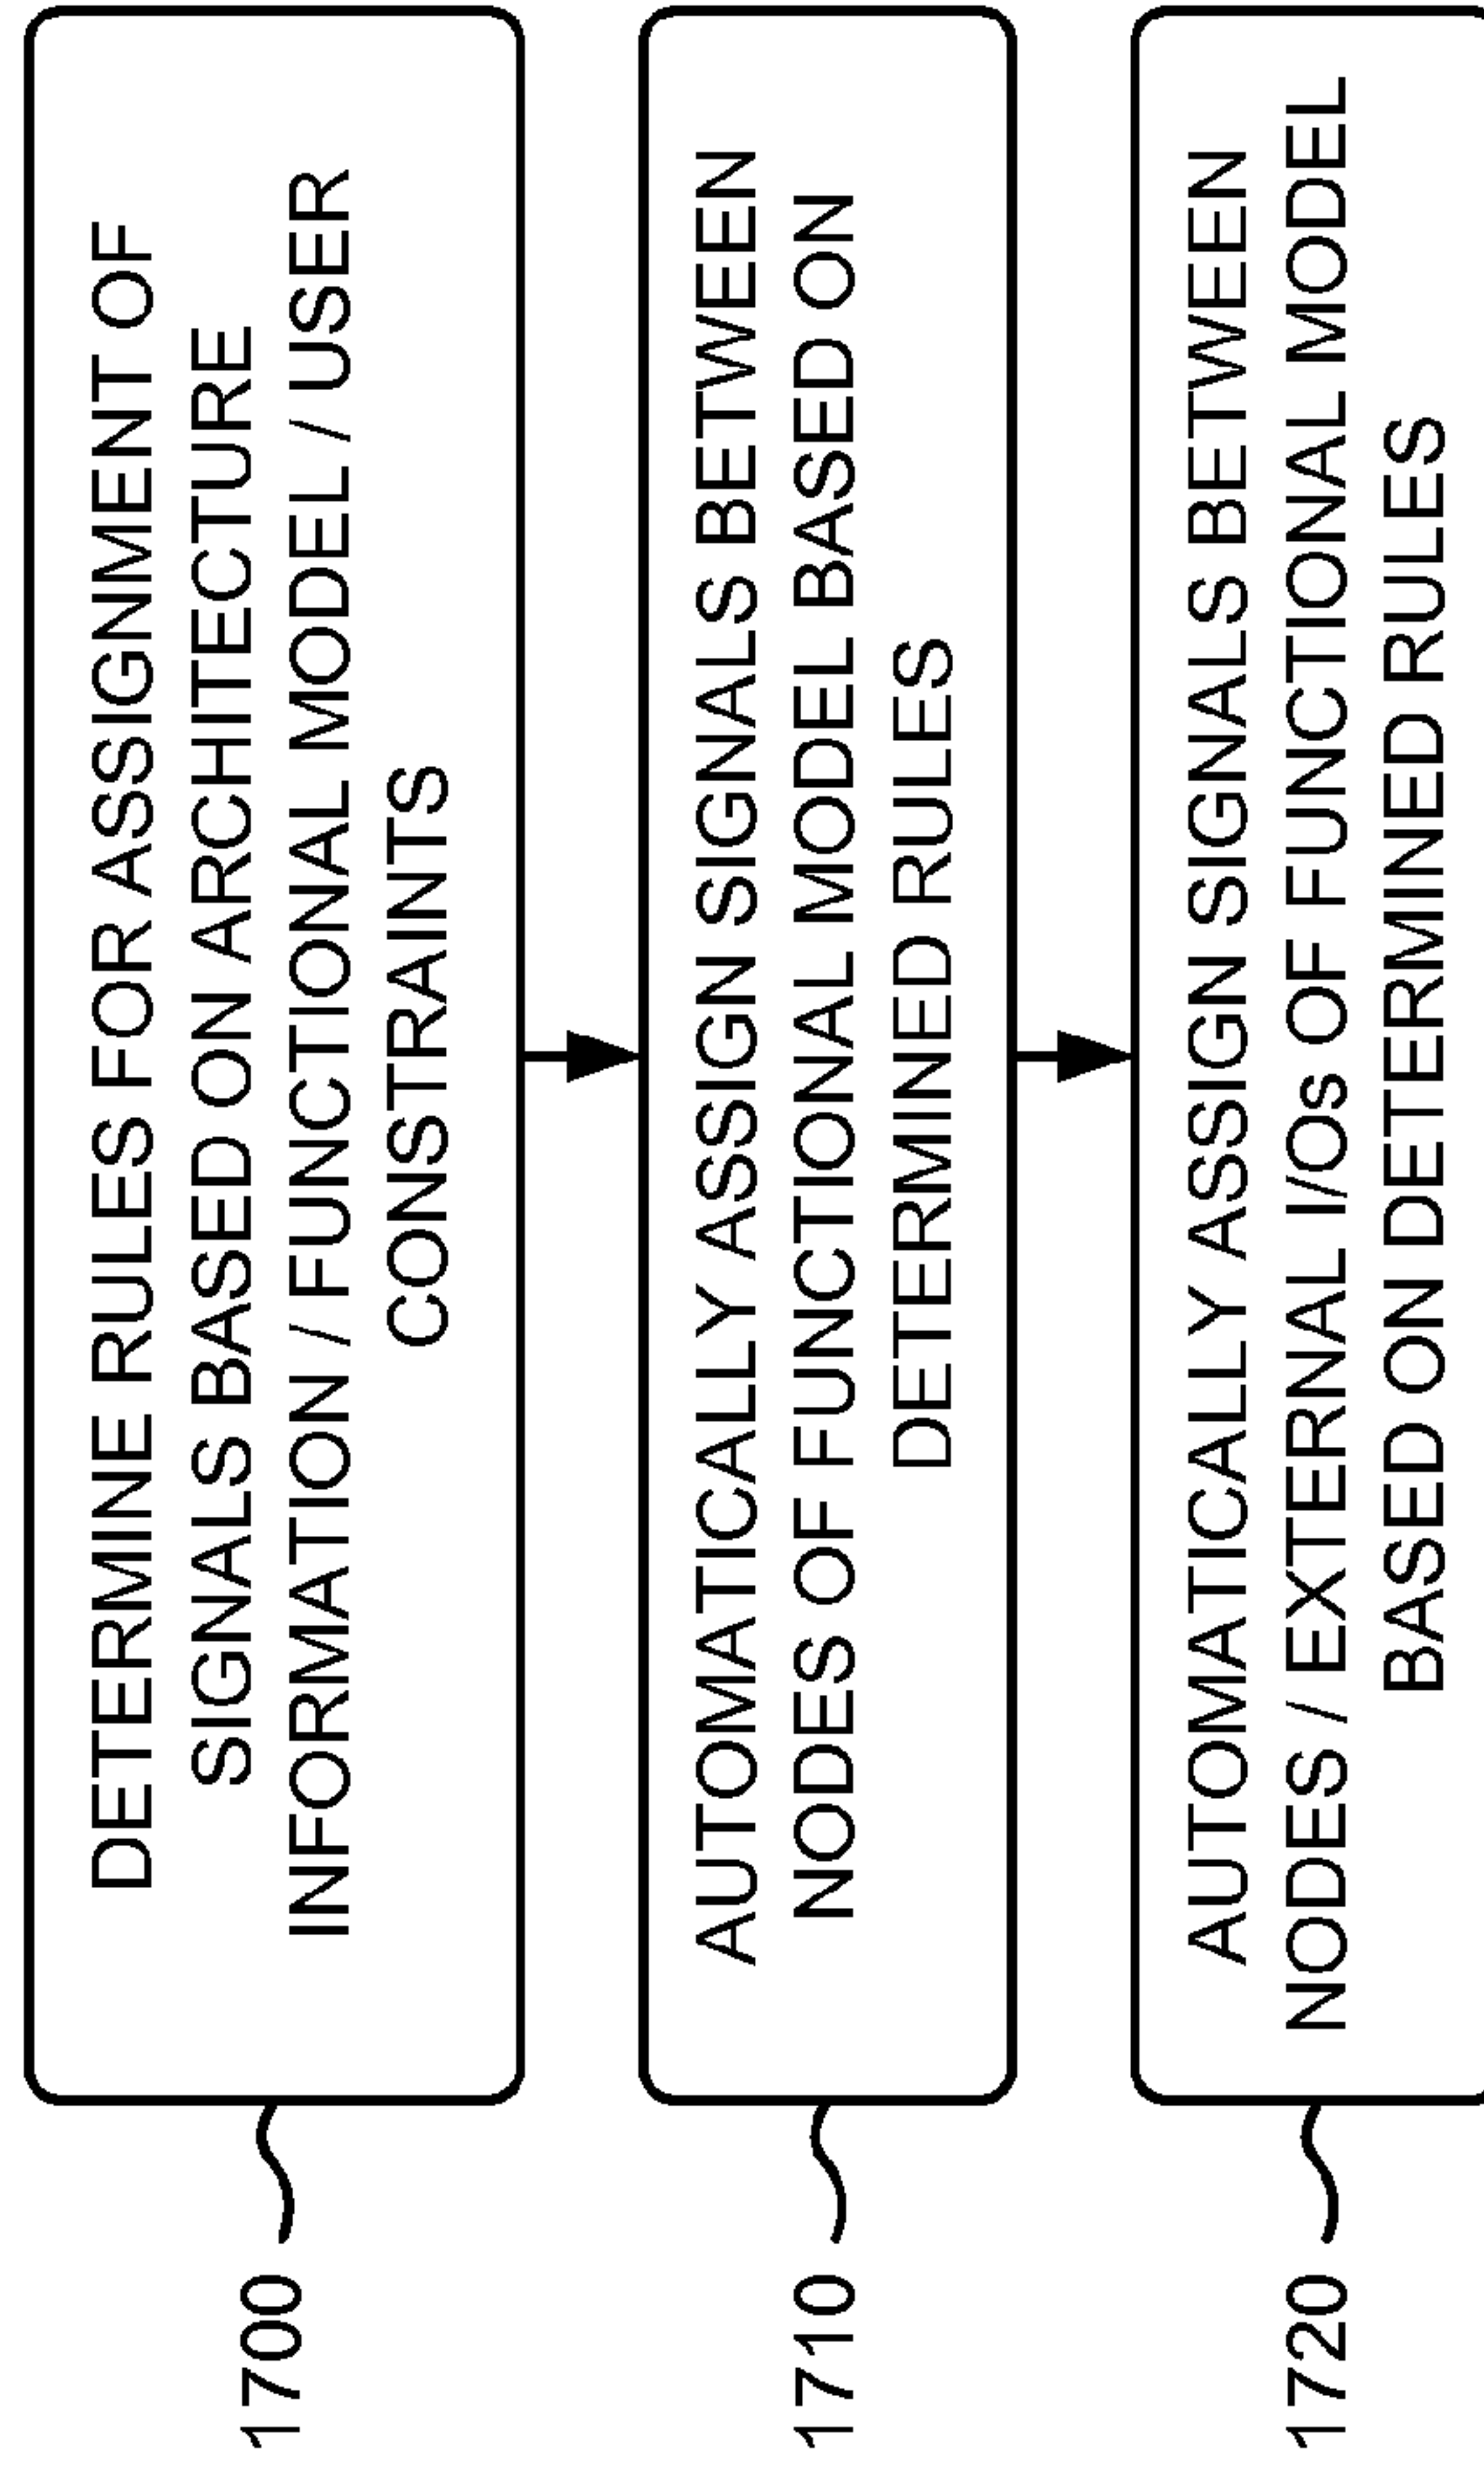 1700
DETERMINE RULES FOR ASSIGNMENT OF
SIGNALS BASED ON ARCHITECTURE
INFORMATION / FUNCTIONAL MODEL / USER
CONSTRAINTS
1710
AUTOMATICALLY ASSIGN SIGNALS BETWEEN
NODES OF FUNCTIONAL MODEL BASED ON
DETERMINED RULES
1720
AUTOMATICALLY ASSIGN SIGNALS BETWEEN
NODES / EXTERNAL I/Os OF FUNCTIONAL MODEL
BASED ON DETERMINED RULES